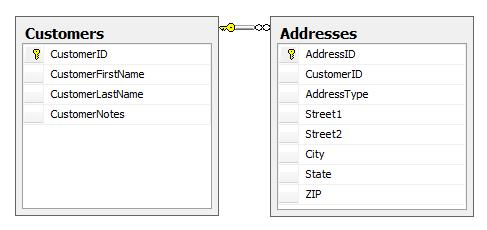 Customers
CustomerID
CustomerFirstName
CustomerLastName
CustomerNotes
Addresses
AddressID
CustomerID
AddressType
Street1
Street2
City
State
ZIP